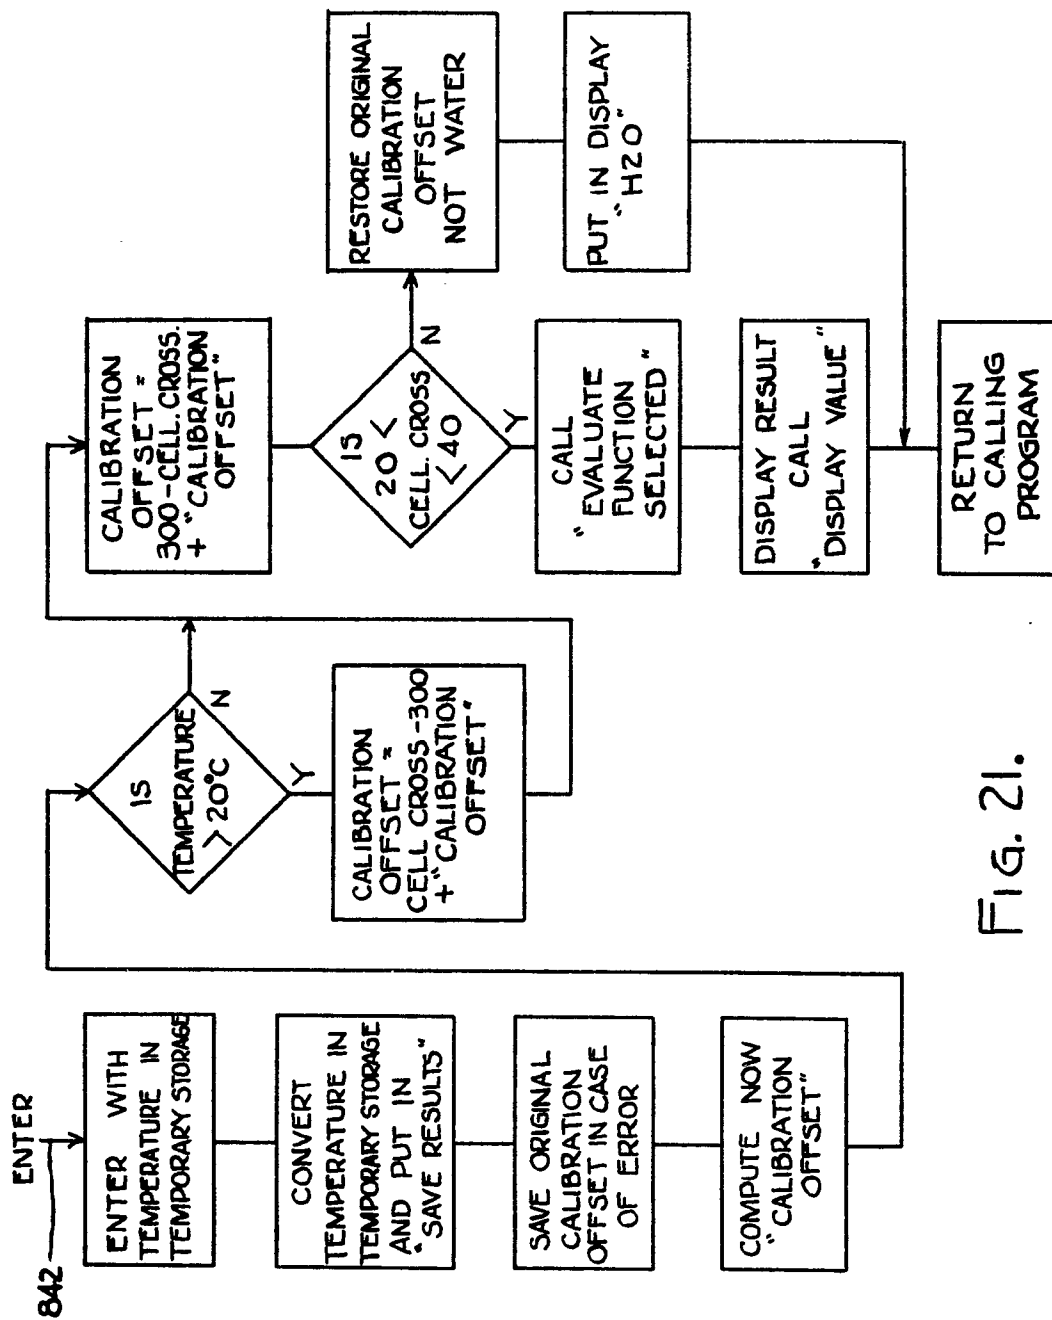 ENTER
842
ENTER WITH
TEMPERATURE IN
TEMPORARY STORAGE
CONVERT
TEMPERATURE IN
TEMPORARY STORAGE
AND PUT IN
"SAVE RESULTS"
SAVE ORIGINAL
CALIBRATION
OFFSET IN CASE
OF ERROR
COMPUTE NOW
"CALIBRATION
OFFSET"
IS
TEMPERATURE
>20°C
N
Y
CALIBRATION
OFFSET =
CELL CROSS-300
+"CALIBRATION
OFFSET"
CALIBRATION
OFFSET =
300-CELL.CROSS.
+ "CALIBRATION
OFFSET"
IS
20 <
CELL.CROSS
< 40
N
Y
CALL
"EVALUATE
FUNCTION
SELECTED"
DISPLAY RESULT
CALL
"DISPLAY VALUE"
RETURN
TO CALLING
PROGRAM
RESTORE ORIGINAL
CALIBRATION
OFFSET
NOT WATER
PUT IN DISPLAY
"H2O"
FIG. 21.